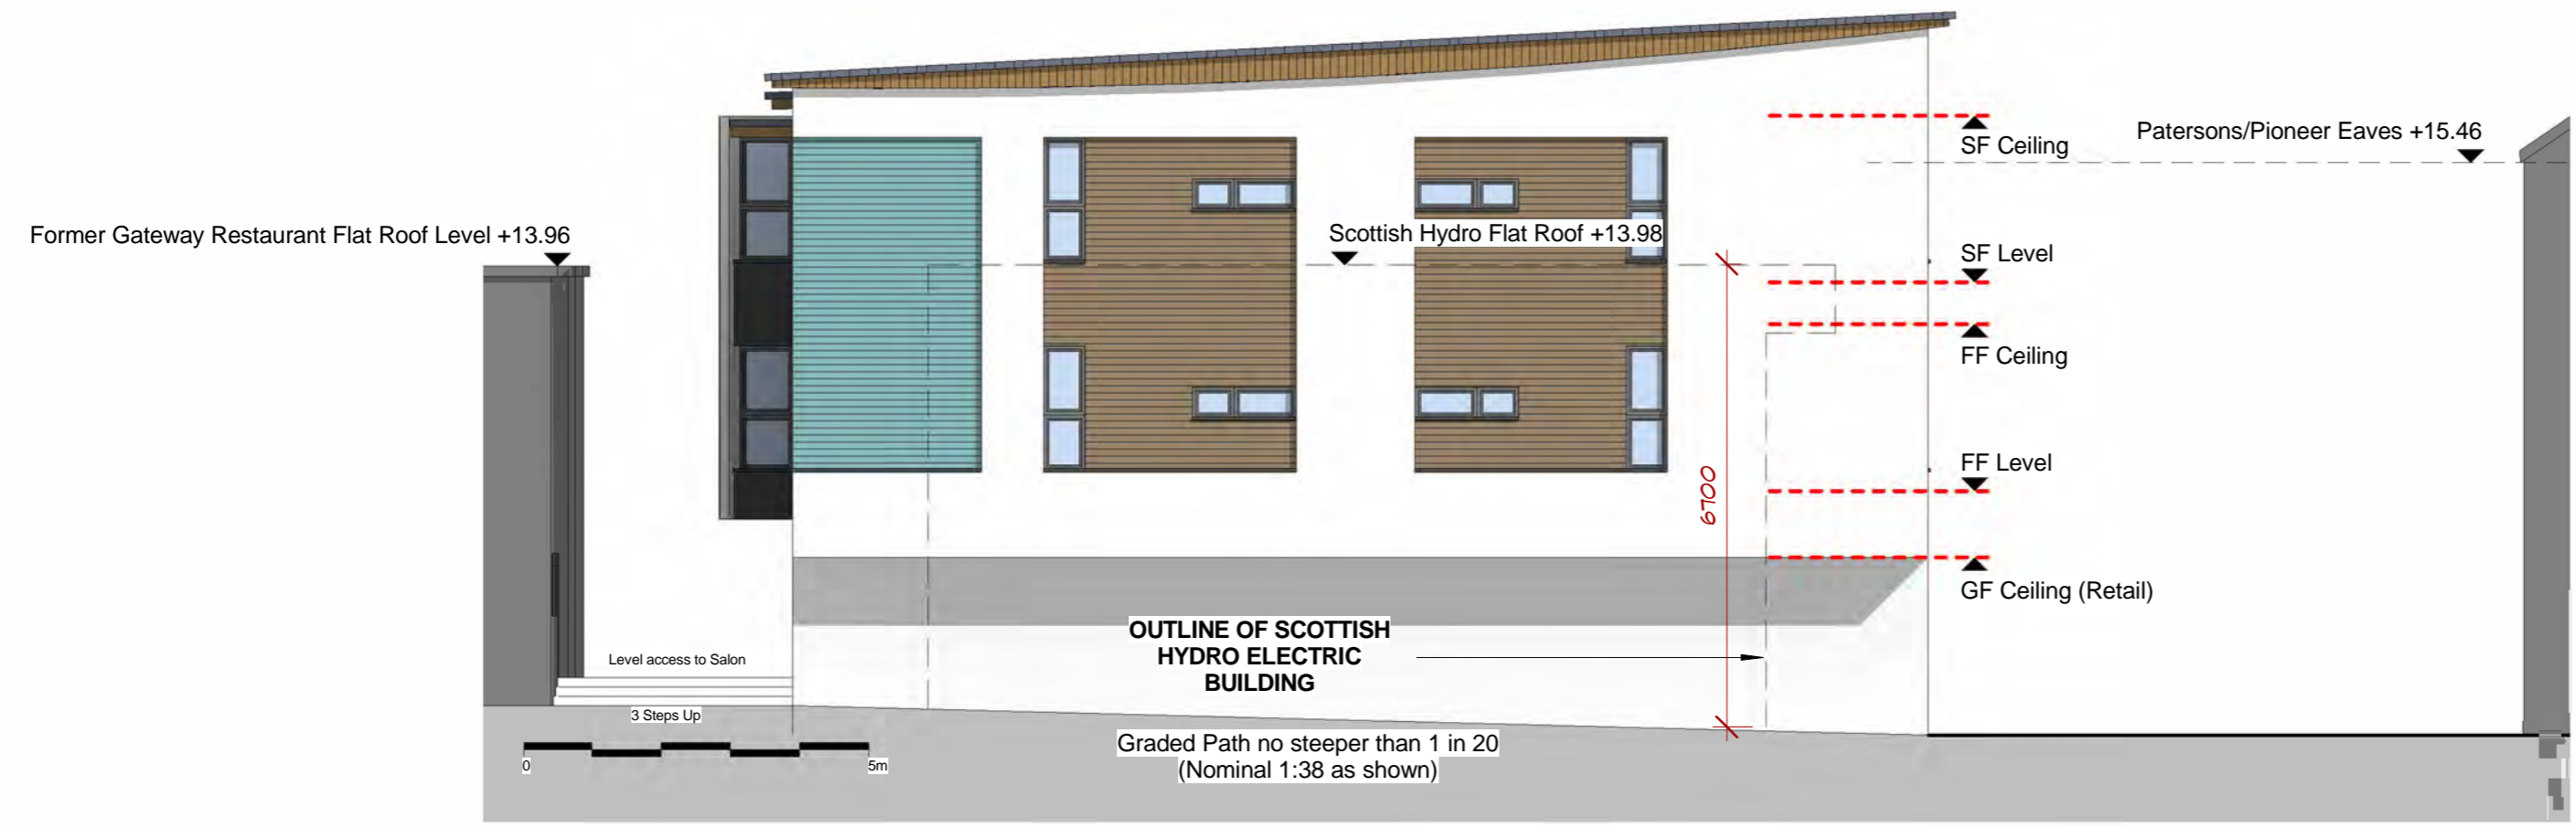 SF Ceiling
Patersons/Pioneer Eaves +15.46
Former Gateway Restaurant Flat Roof Level +13.96
Scottish Hydro Flat Roof +13.98
SF Level
FF Ceiling
FF Level
6700
GF Ceiling (Retail)
OUTLINE OF SCOTTISH
HYDRO ELECTRIC
BUILDING
Level access to Salon
3 Steps Up
Graded Path no steeper than 1 in 20
(Nominal 1:38 as shown)
0
5m